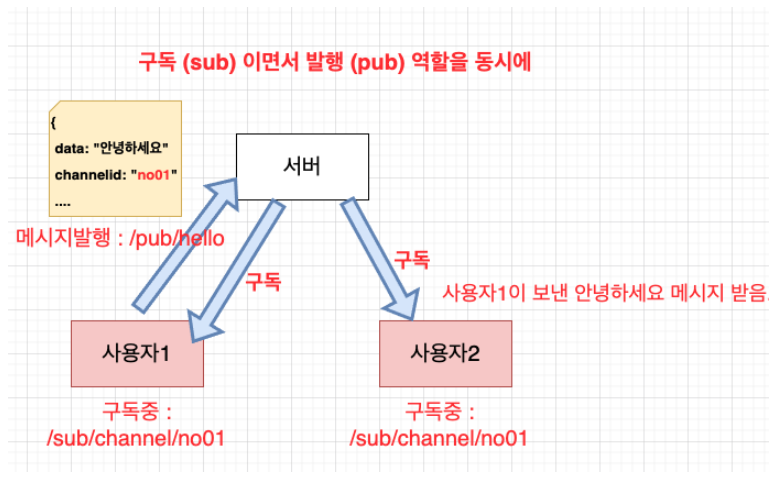 구독 (sub) 이면서 발행 (pub) 역할을 동시에
{
data: "안녕하세요"
channelid: "no01"
....
서버
메시지발행 : /pub/hello
구독
구독
사용자1이 보낸 안녕하세요 메시지 받음.
사용자1
사용자2
구독중 :
/sub/channel/no01
구독중 :
/sub/channel/no01